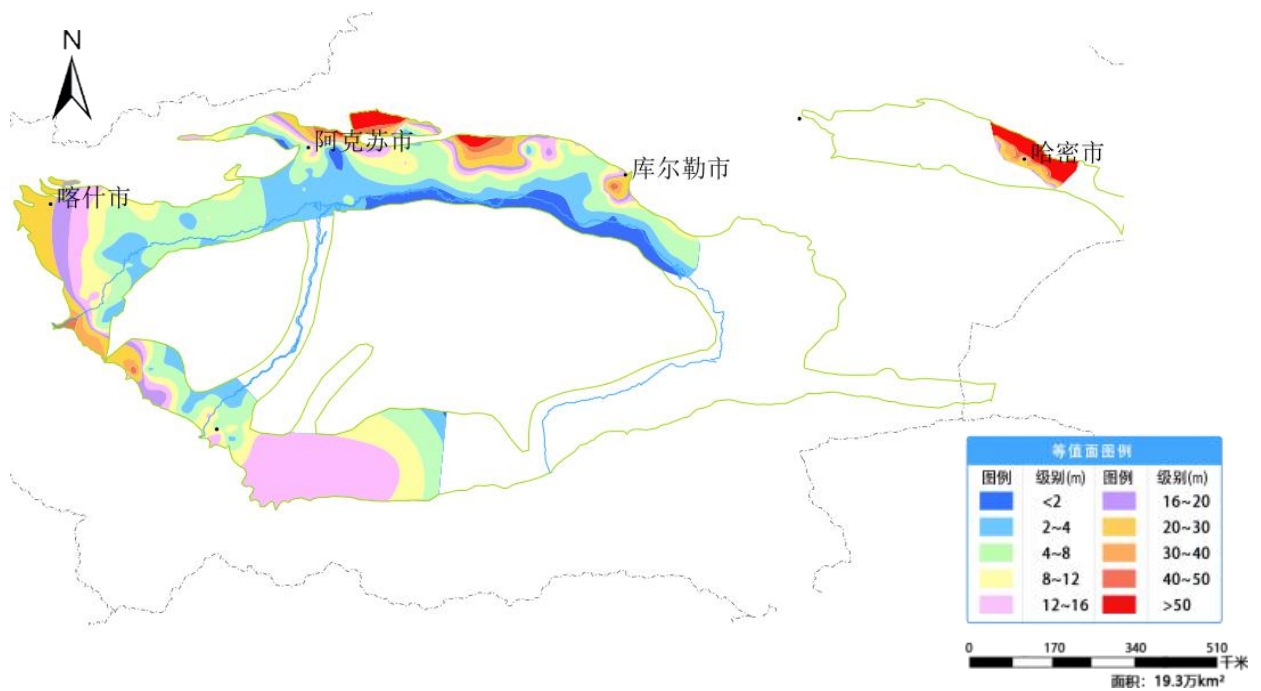 N
阿克苏市
哈密市
库尔勒市
喀什市
等值面图例
图例 级别(m) 图例 级别(m)
<2 16~20
2~4 20~30
4~8 30~40
8~12 40~50
12~16 >50
0 170 340 510
千米
面积：19.3万km²